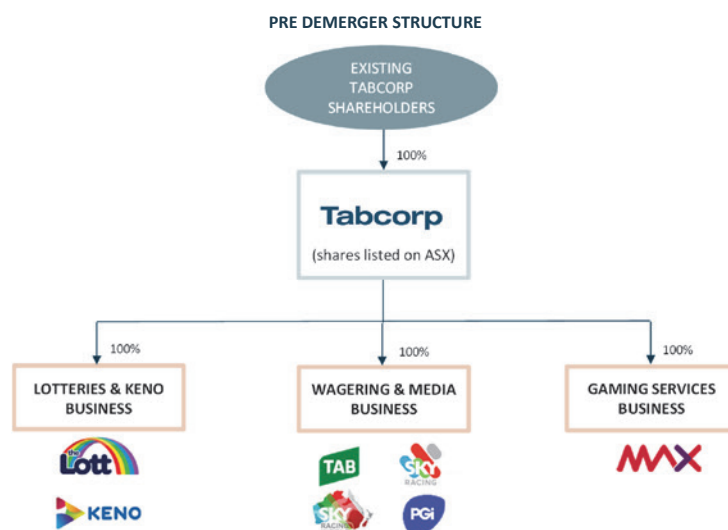 PRE DEMERGER STRUCTURE
EXISTING
TABCORP
SHAREHOLDERS
100%
Tabcorp
(shares listed on ASX)
100%
100%
100%
LOTTERIES & KENO
BUSINESS
WAGERING & MEDIA
BUSINESS
GAMING SERVICES
BUSINESS
the
Lott
TAB
SKY
RACING
MAX
KENO
SKY
RACING
PGi